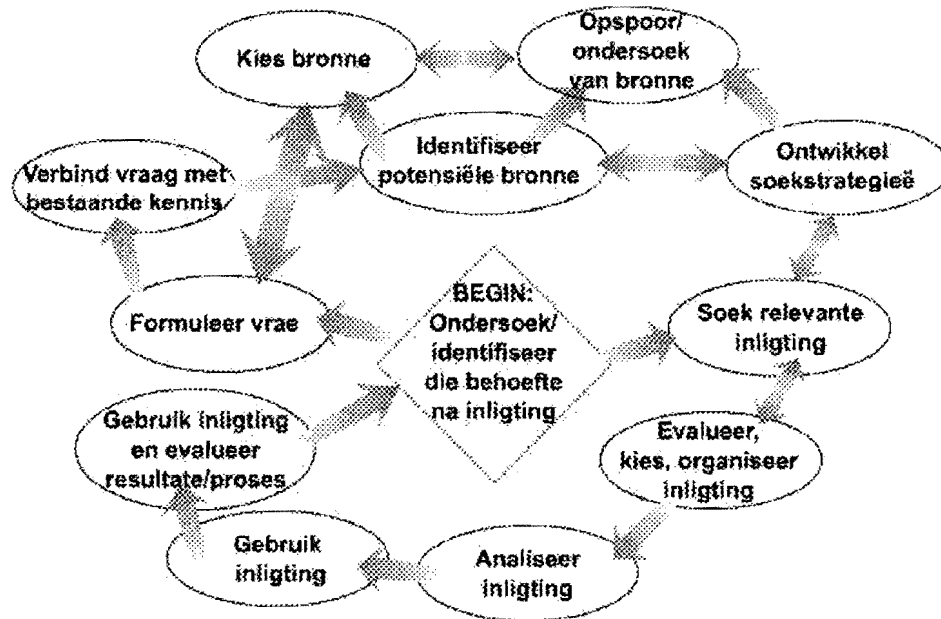 Kies bronne
Opspoor/
ondersoek
van bronne
Identifiseer
potensiële bronne
Ontwikkel
soekstrategieë
Verbind vraag met
bestaande kennis
Formuleer vrae
BEGIN:
Ondersoek/
identifiseer
die behoefte
na inligting
Soek relevante
inligting
Gebruik inligting
en evalueer
resultate/proses
Evalueer,
kies, organiseer
inligting
Gebruik
inligting
Analiseer
inligting